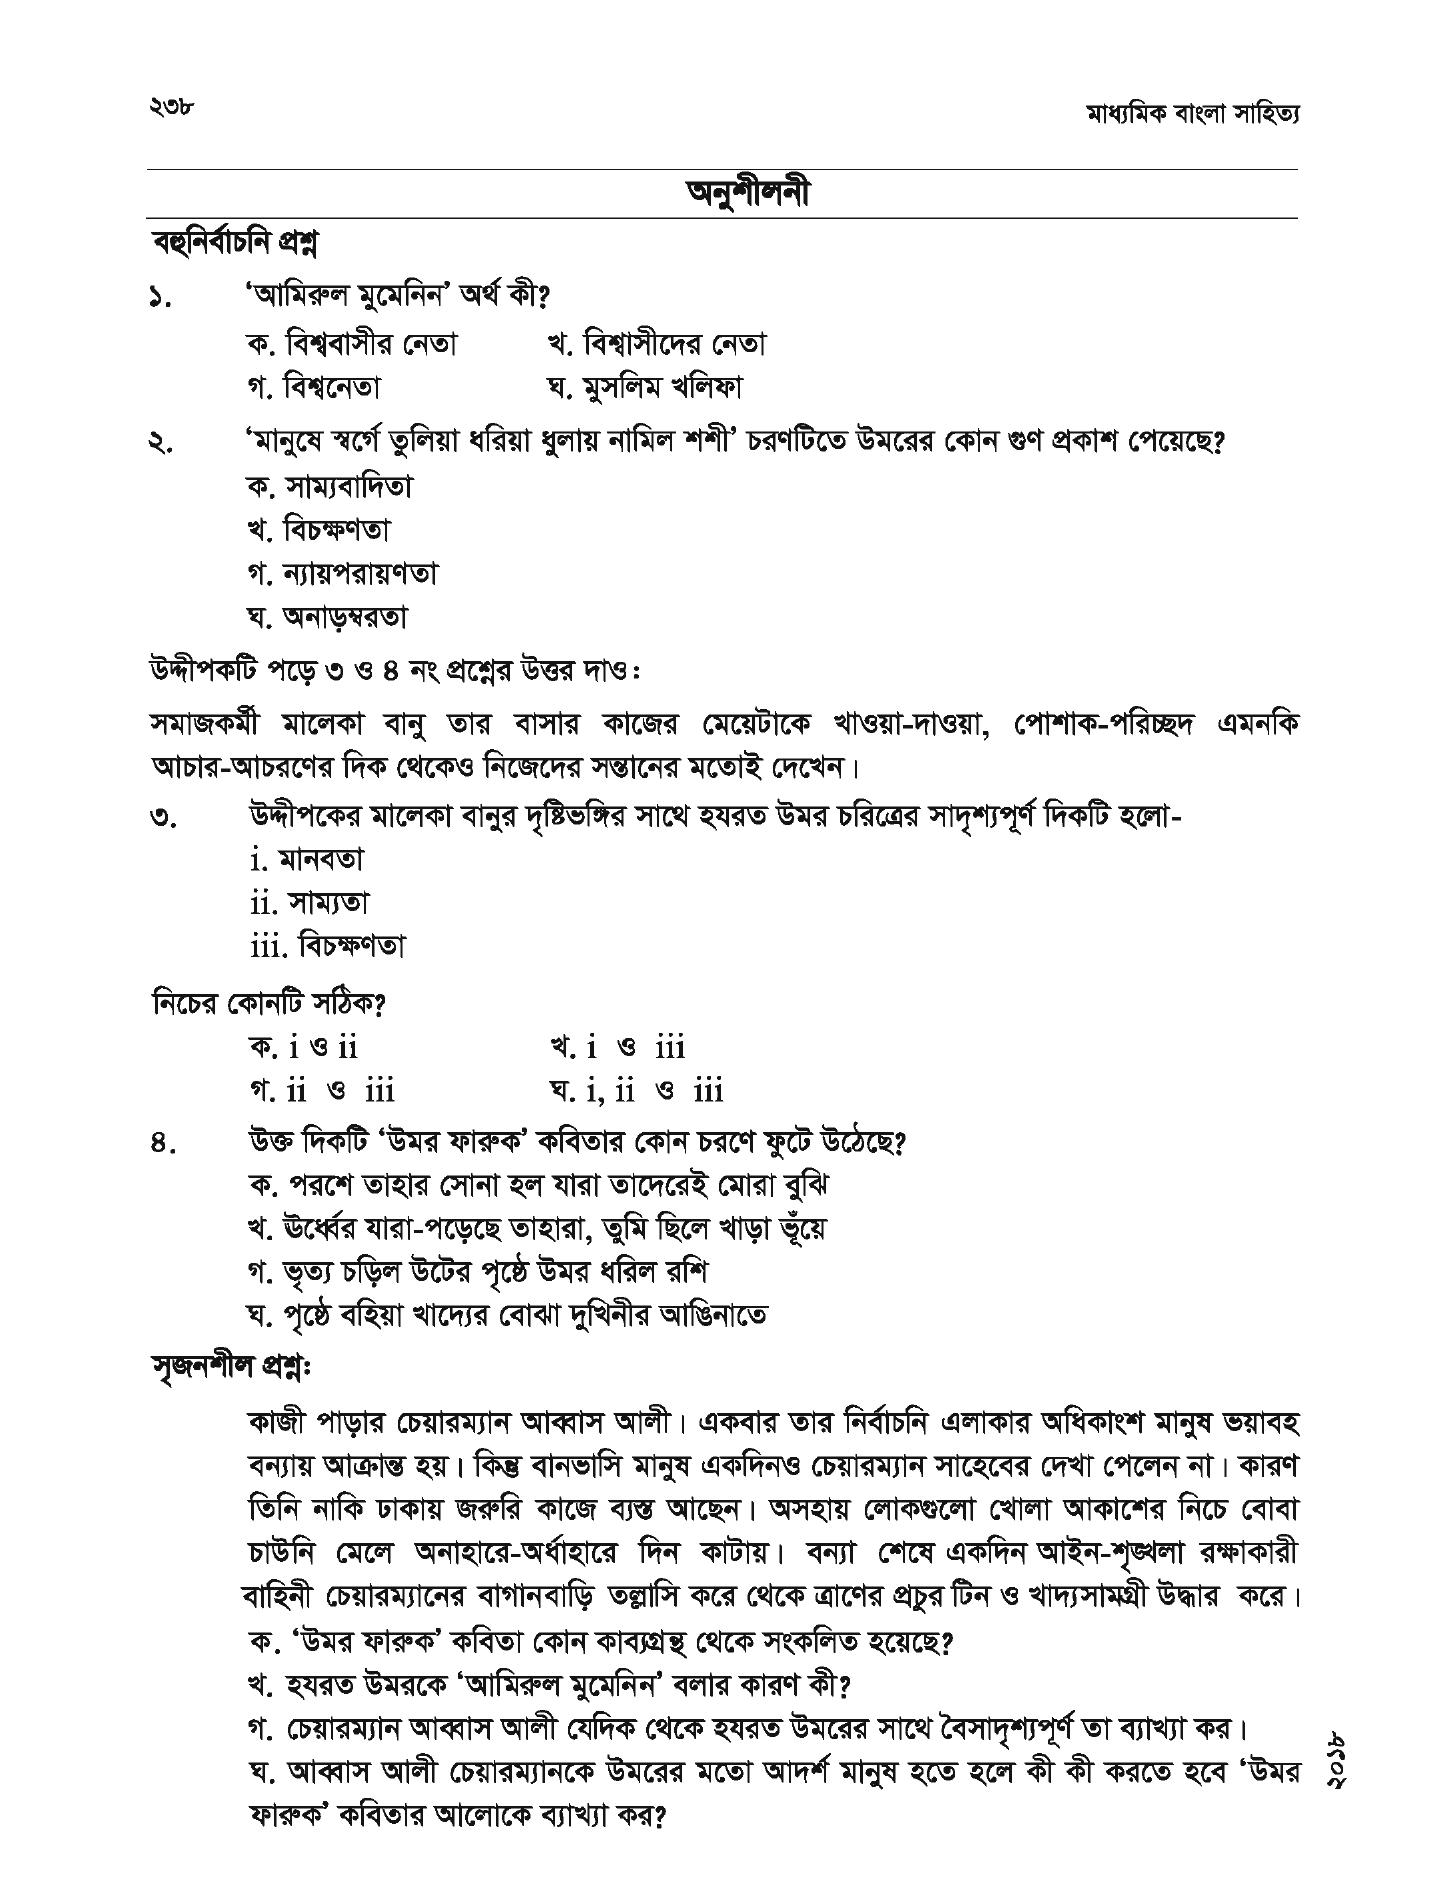 ২৩৮
মাধ্যমিক বাংলা সাহিত্য
অনুশীলনী
বহুনির্বাচনি প্রশ্ন
১. ‘আমিরুল মুমেনিন’ অর্থ কী?
ক. বিশ্ববাসীর নেতা খ. বিশ্বাসীদের নেতা
গ. বিশ্বনেতা ঘ. মুসলিম খলিফা
২. ‘মানুষে স্বর্গে তুলিয়া ধরিয়া ধুলায় নামিল শশী’ চরণটিতে উমরের কোন গুণ প্রকাশ পেয়েছে?
ক. সাম্যবাদিতা
খ. বিচক্ষণতা
গ. ন্যায়পরায়ণতা
ঘ. অনাড়ম্বরতা
উদ্দীপকটি পড়ে ৩ ও ৪ নং প্রশ্নের উত্তর দাও:
সমাজকর্মী মালেকা বানু তার বাসার কাজের মেয়েটাকে খাওয়া-দাওয়া, পোশাক-পরিচ্ছদ এমনকি
আচার-আচরণের দিক থেকেও নিজেদের সন্তানের মতোই দেখেন।
৩. উদ্দীপকের মালেকা বানুর দৃষ্টিভঙ্গির সাথে হযরত উমর চরিত্রের সাদৃশ্যপূর্ণ দিকটি হলো-
i. মানবতা
ii. সাম্যতা
iii. বিচক্ষণতা
নিচের কোনটি সঠিক?
ক. i ও ii খ. i ও iii
গ. ii ও iii ঘ. i, ii ও iii
৪. উক্ত দিকটি ‘উমর ফারুক’ কবিতার কোন চরণে ফুটে উঠেছে?
ক. পরশে তাহার সোনা হল যারা তাদেরেই মোরা বুঝি
খ. ঊর্ধ্বের যারা-পড়েছে তাহারা, তুমি ছিলে খাড়া ভূঁয়ে
গ. ভৃত্য চড়িল উটের পৃষ্ঠে উমর ধরিল রশি
ঘ. পৃষ্ঠে বহিয়া খাদ্যের বোঝা দুখিনীর আঙিনাতে
সৃজনশীল প্রশ্ন:
কাজী পাড়ার চেয়ারম্যান আব্বাস আলী। একবার তার নির্বাচনি এলাকার অধিকাংশ মানুষ ভয়াবহ
বন্যায় আক্রান্ত হয়। কিন্তু বানভাসি মানুষ একদিনও চেয়ারম্যান সাহেবের দেখা পেলেন না। কারণ
তিনি নাকি ঢাকায় জরুরি কাজে ব্যস্ত আছেন। অসহায় লোকগুলো খোলা আকাশের নিচে বোবা
চাউনি মেলে অনাহারে-অর্ধাহারে দিন কাটায়। বন্যা শেষে একদিন আইন-শৃঙ্খলা রক্ষাকারী
বাহিনী চেয়ারম্যানের বাগানবাড়ি তল্লাসি করে থেকে ত্রাণের প্রচুর টিন ও খাদ্যসামগ্রী উদ্ধার করে।
ক. ‘উমর ফারুক’ কবিতা কোন কাব্যগ্রন্থ থেকে সংকলিত হয়েছে?
খ. হযরত উমরকে ‘আমিরুল মুমেনিন’ বলার কারণ কী?
গ. চেয়ারম্যান আব্বাস আলী যেদিক থেকে হযরত উমরের সাথে বৈসাদৃশ্যপূর্ণ তা ব্যাখ্যা কর।
ঘ. আব্বাস আলী চেয়ারম্যানকে উমরের মতো আদর্শ মানুষ হতে হলে কী কী করতে হবে ‘উমর
ফারুক’ কবিতার আলোকে ব্যাখ্যা কর?
২০১৮